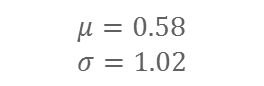 μ = 0.58
σ = 1.02